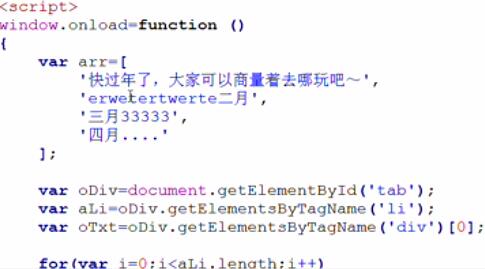 <script>
window.onload=function ()
{
var arr=[
'快过年了，大家可以商量着去哪玩吧～',
'erwetertwerte二月',
'三月33333',
'四月....'
];
var oDiv=document.getElementById('tab');
var aLi=oDiv.getElementsByTagName('li');
var oTxt=oDiv.getElementsByTagName('div')[0];
for(var i=0;i<aLi.length;i++)